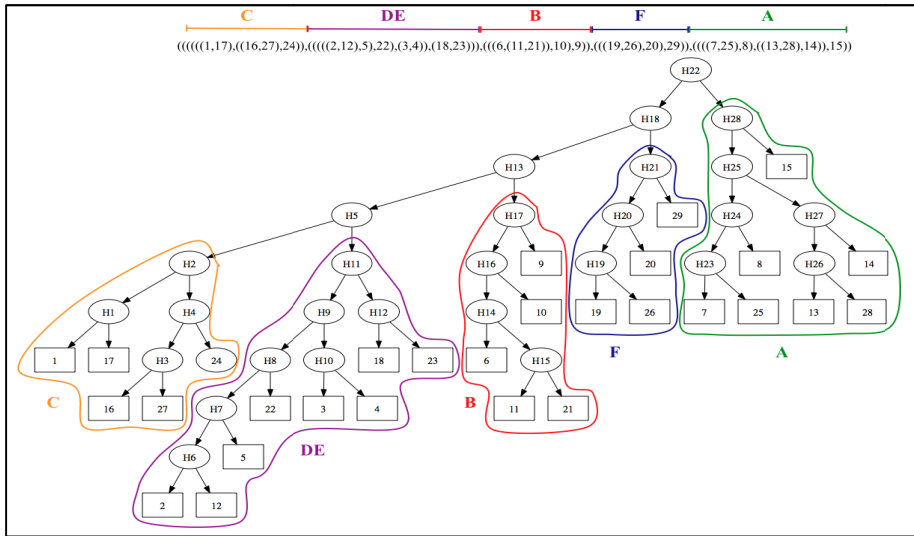 C DE B F A
((((((1,17),((16,27),24)),(((((2,12),5),22),(3,4)),(18,23))),(((6,(11,21)),10),9)),(((19,26),20),29)),((((7,25),8),((13,28),14)),15))
H22
H18 H28
H13 H21 H25 15
H5 H17 H20 29 H24 H27
H2 H11 H16 9 H19 20 H23 8 H26 14
H1 H4 H9 H12 H14 10 19 26 7 25 13 28
1 17 H3 24 H8 H10 18 23 6 H15 F A
C 16 27 H7 22 3 4 B 11 21
H6 5 DE
2 12